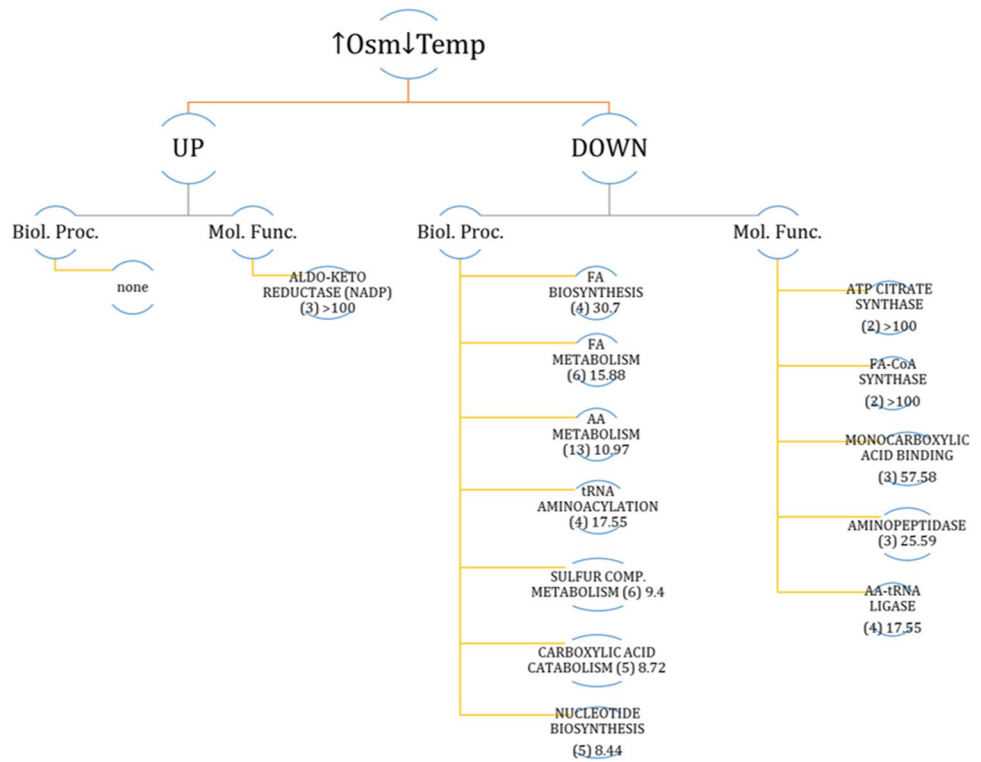 ↑Osm↓Temp
UP
DOWN
Biol. Proc.
Mol. Func.
Biol. Proc.
Mol. Func.
none
ALDO-KETO
REDUCTASE (NADP)
(3) >100
FA
BIOSYNTHESIS
(4) 30.7
FA
METABOLISM
(6) 15.88
AA
METABOLISM
(13) 10.97
tRNA
AMINOACYLATION
(4) 17.55
SULFUR COMP.
METABOLISM (6) 9.4
CARBOXYLIC ACID
CATABOLISM (5) 8.72
NUCLEOTIDE
BIOSYNTHESIS
(5) 8.44
ATP CITRATE
SYNTHASE
(2) >100
FA-CoA
SYNTHASE
(2) >100
MONOCARBOXYLIC
ACID BINDING
(3) 57.58
AMINOPEPTIDASE
(3) 25.59
AA-tRNA
LIGASE
(4) 17.55